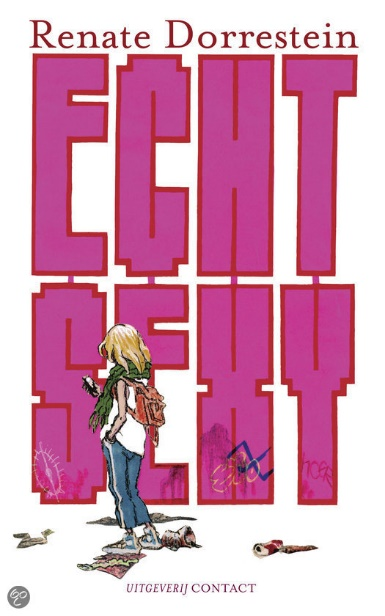 Renate Dorrestein
ECHT
SEXY
UITGEVERIJ CONTACT